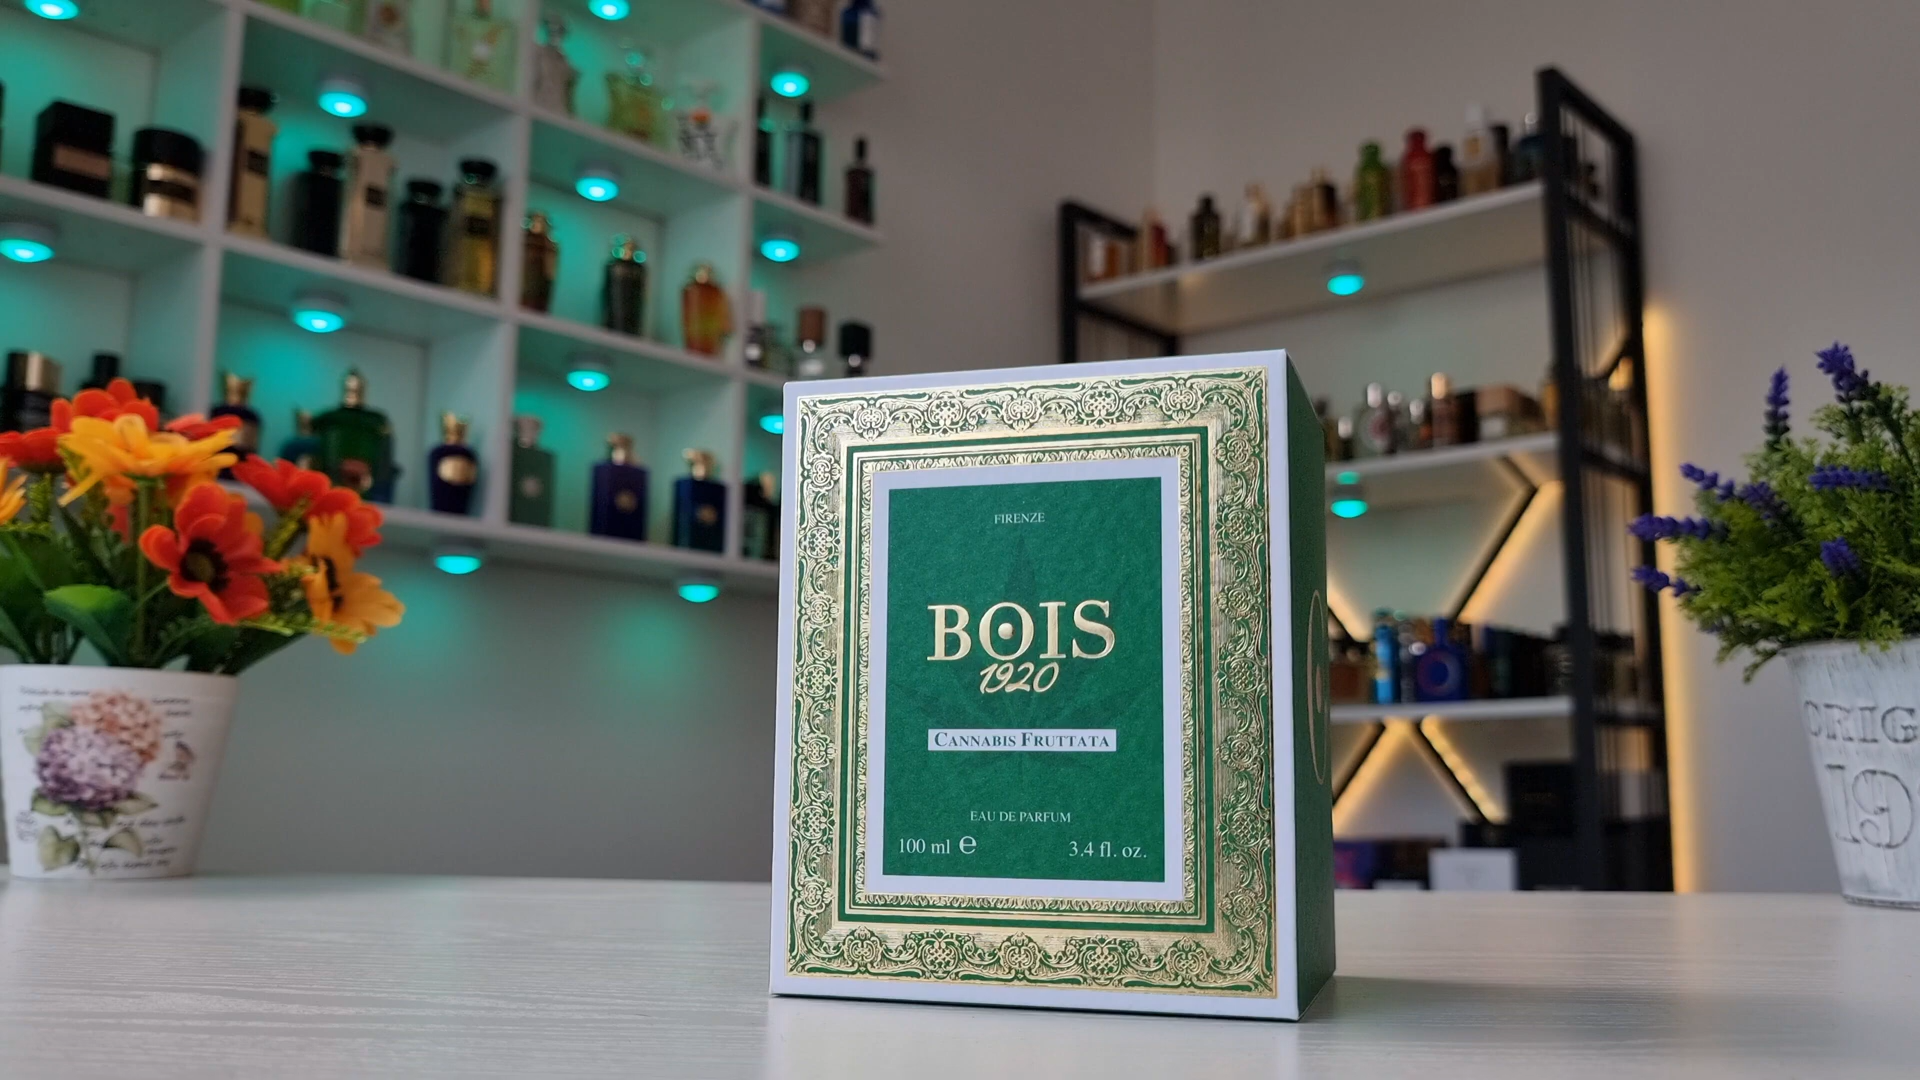 FIRENZE
BOIS
1920
CANNABIS FRUTTATA
EAU DE PARFUM
100 ml ℮ 3.4 fl. oz.